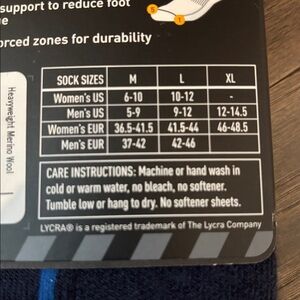 support to reduce foot
5
1
orced zones for durability
Heavyweight Merino Wool
SOCK SIZES M L XL
Women's US 6-10 10-12 -
Men's US 5-9 9-12 12-14.5
Women's EUR 36.5-41.5 41.5-44 46-48.5
Men's EUR 37-42 42-46
CARE INSTRUCTIONS: Machine or hand wash in
cold or warm water, no bleach, no softener.
Tumble low or hang to dry. No softener sheets.
LYCRA® is a registered trademark of The Lycra Company